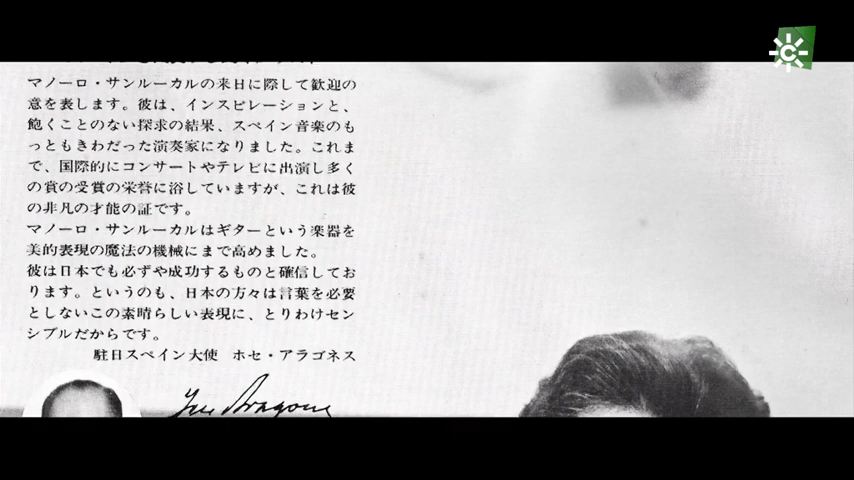 マノーロ・サンルーカルの来日に際して歓迎の
意を表します。彼は、インスピレーションと、
飽くことのない探求の結果、スペイン音楽のも
っともきわだった演奏家になりました。これま
で、国際的にコンサートやテレビに出演し多く
の賞の受賞の栄誉に浴していますが、これは彼
の非凡の才能の証です。
マノーロ・サンルーカルはギターという楽器を
美的表現の魔法の機械にまで高めました。
彼は日本でも必ずや成功するものと確信してお
ります。というのも、日本の方々は言葉を必要
としないこの素晴らしい表現に、とりわけセン
シブルだからです。
駐日スペイン大使　ホセ・アラゴネス